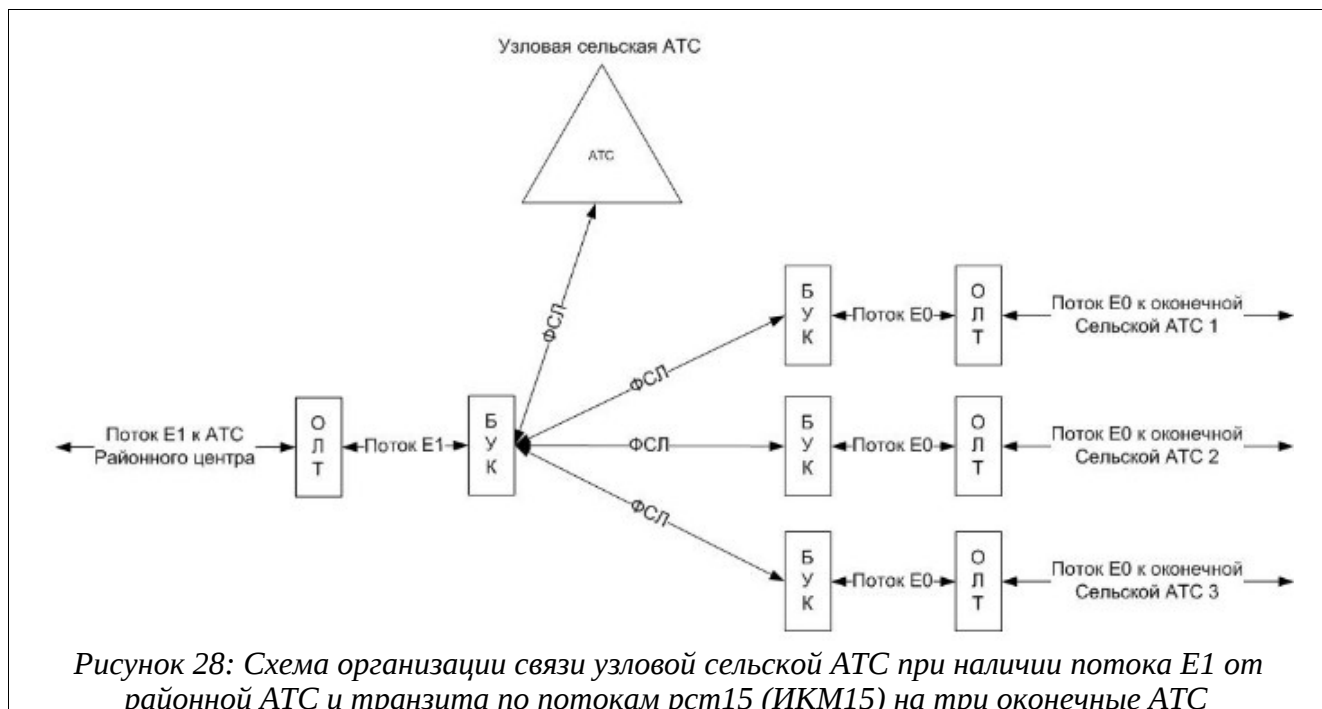 Узловая сельская АТС
АТС
ФСЛ
Б
У
К
Поток Е0
О
Л
Т
Поток Е0 к оконечной
Сельской АТС 1
ФСЛ
Поток Е1 к АТС
Районного центра
О
Л
Т
Поток Е1
Б
У
К
ФСЛ
Б
У
К
Поток Е0
О
Л
Т
Поток Е0 к оконечной
Сельской АТС 2
ФСЛ
Б
У
К
Поток Е0
О
Л
Т
Поток Е0 к оконечной
Сельской АТС 3
Рисунок 28: Схема организации связи узловой сельской АТС при наличии потока Е1 от
районной АТС и транзита по потокам pcm15 (ИКМ15) на три оконечные АТС